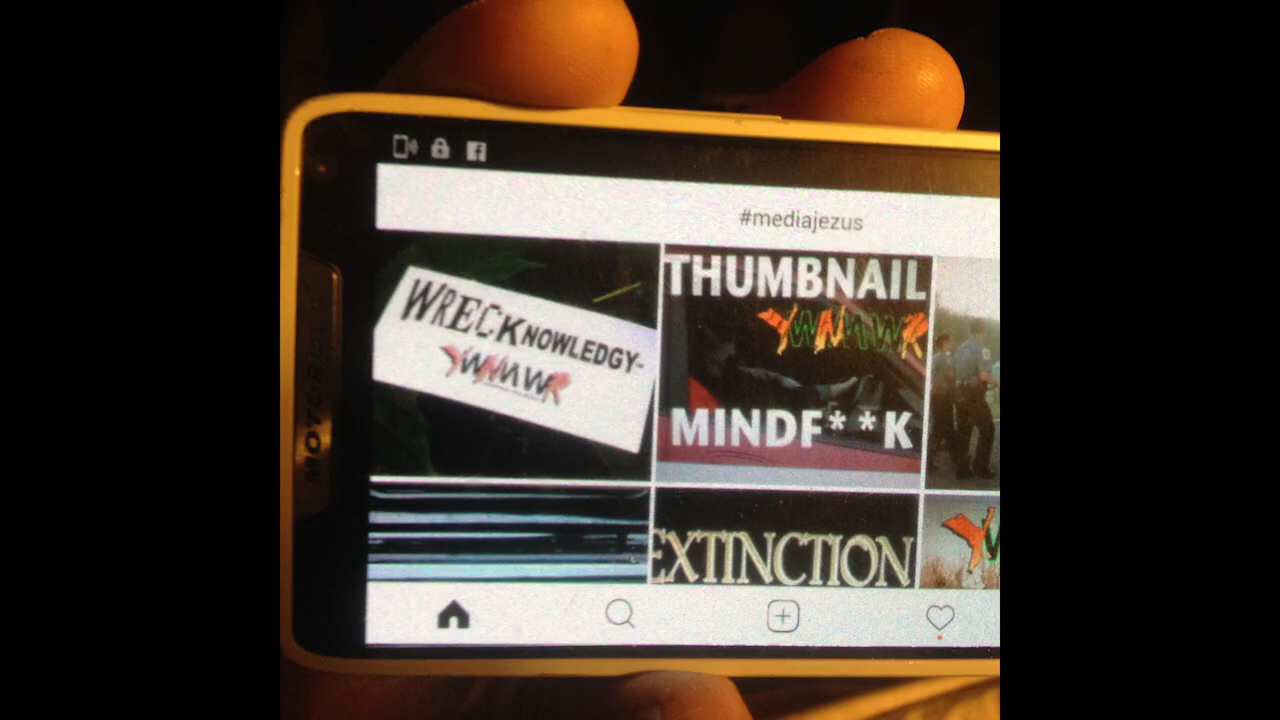 #mediajezus
WRECKNOWLEDGY-
YWMWR
THUMBNAIL
YWMWR
MINDF**K
EXTINCTION